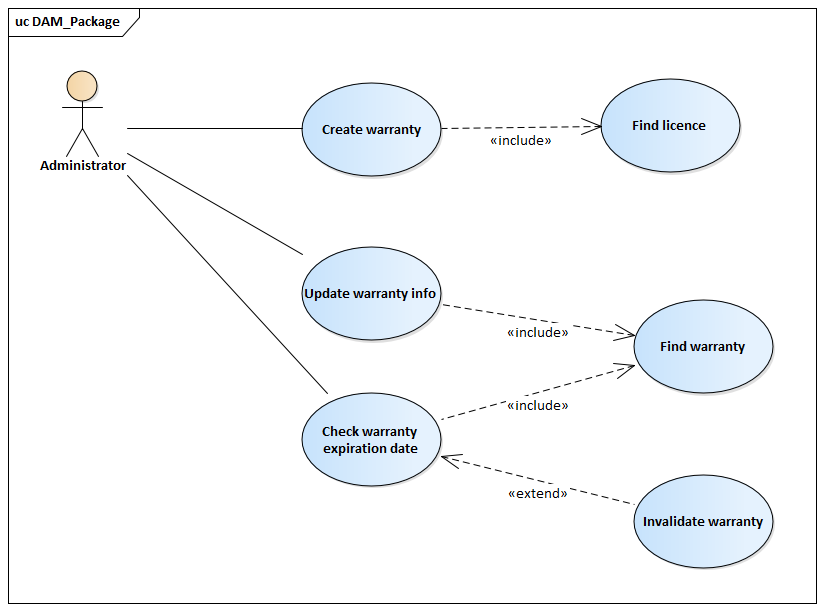 uc DAM_Package
Administrator
Create warranty
«include»
Find licence
Update warranty info
«include»
Find warranty
Check warranty
expiration date
«include»
«extend»
Invalidate warranty